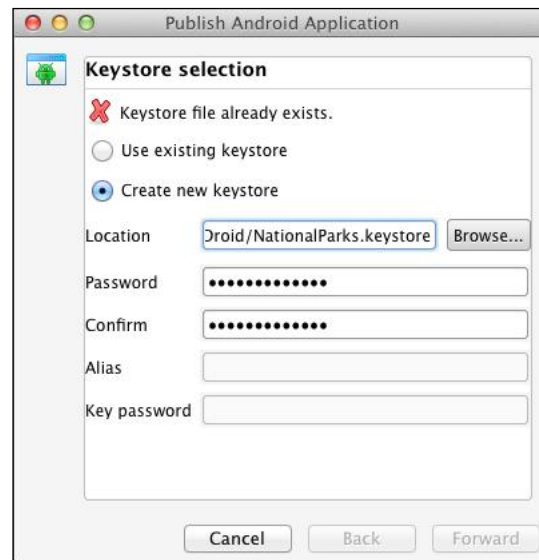 Publish Android Application
Keystore selection
Keystore file already exists.
Use existing keystore
Create new keystore
Location Droid/NationalParks.keystore Browse...
Password •••••••••••••
Confirm •••••••••••••
Alias
Key password
Cancel Back Forward